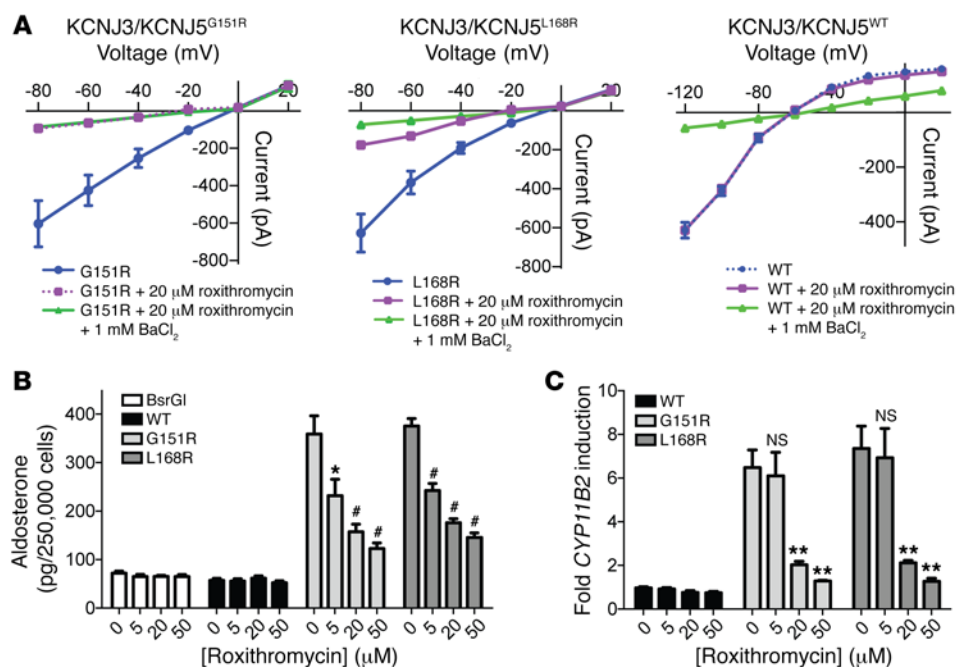 A
KCNJ3/KCNJ5G151R
Voltage (mV)
-80 -60 -40 -20 0 20
-200
-400
-600
-800
Current (pA)
G151R
G151R + 20 μM roxithromycin
G151R + 20 μM roxithromycin
+ 1 mM BaCl2
KCNJ3/KCNJ5L168R
Voltage (mV)
-80 -60 -40 -20 0 20
-200
-400
-600
-800
Current (pA)
L168R
L168R + 20 μM roxithromycin
L168R + 20 μM roxithromycin
+ 1 mM BaCl2
KCNJ3/KCNJ5WT
Voltage (mV)
-120 -80 -40
-200
-400
Current (pA)
WT
WT + 20 μM roxithromycin
WT + 20 μM roxithromycin
+ 1 mM BaCl2
B
Aldosterone
(pg/250,000 cells)
400
300
200
100
0
BsrGI
WT
G151R
L168R
* # # # # #
0 5 20 50 0 5 20 50 0 5 20 50 0 5 20 50
[Roxithromycin] (μM)
C
Fold CYP11B2 induction
10
8
6
4
2
0
WT
G151R
L168R
NS ** ** NS ** **
0 5 20 50 0 5 20 50 0 5 20 50
[Roxithromycin] (μM)